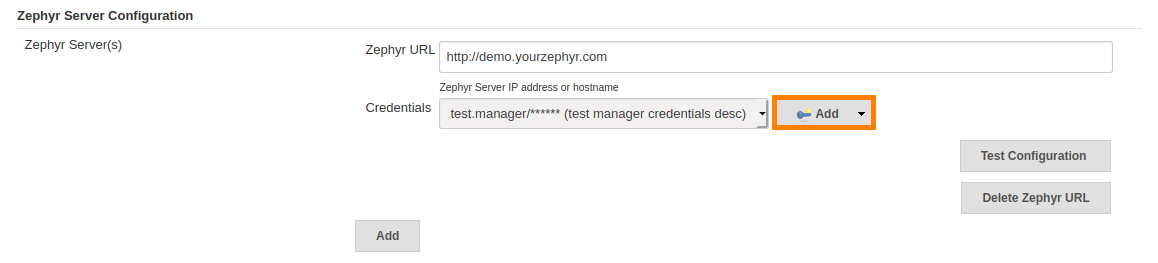 Zephyr Server Configuration
Zephyr Server(s)
Zephyr URL
http://demo.yourzephyr.com
Zephyr Server IP address or hostname
Credentials
test.manager/****** (test manager credentials desc)
Add
Test Configuration
Delete Zephyr URL
Add